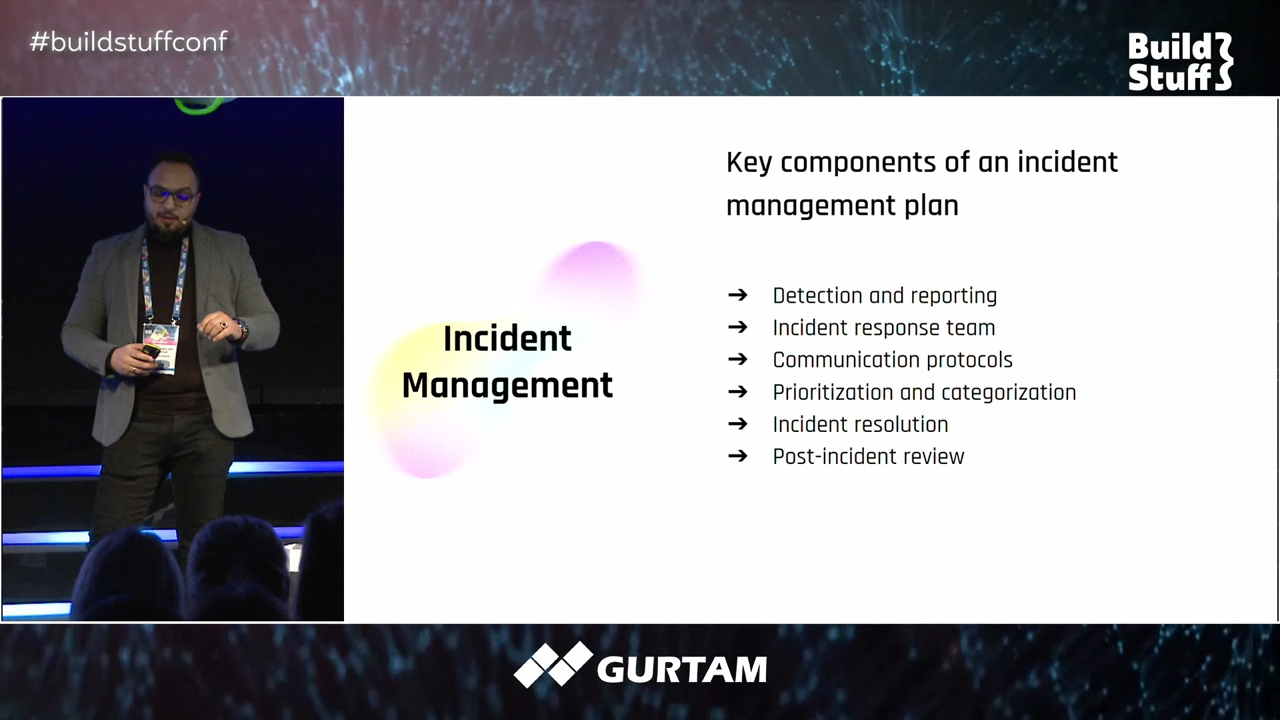 #buildstuffconf
Build
Stuff
Incident
Management
Key components of an incident
management plan
➔ Detection and reporting
➔ Incident response team
➔ Communication protocols
➔ Prioritization and categorization
➔ Incident resolution
➔ Post-incident review
GURTAM